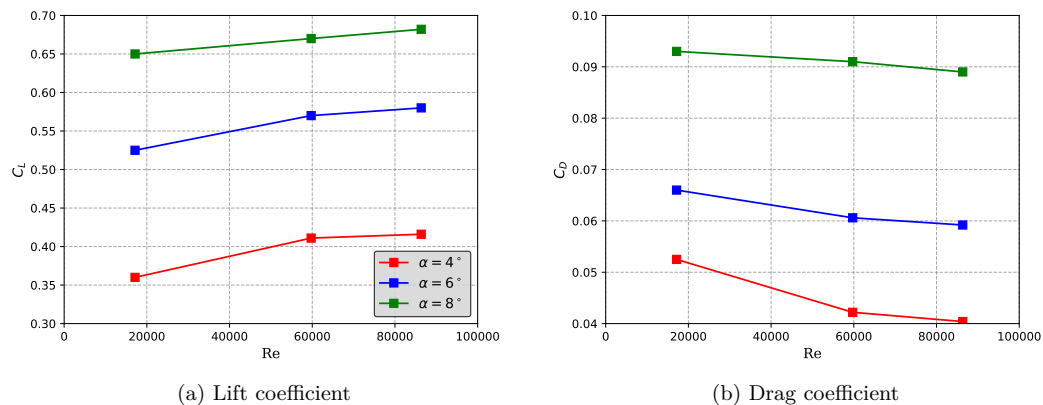 0.70
0.65
0.60
0.55
0.50
0.45
0.40
0.35
0.30
C_L
0 20000 40000 60000 80000 100000
Re
α = 4°
α = 6°
α = 8°
(a) Lift coefficient
0.10
0.09
0.08
0.07
0.06
0.05
0.04
C_D
0 20000 40000 60000 80000 100000
Re
(b) Drag coefficient